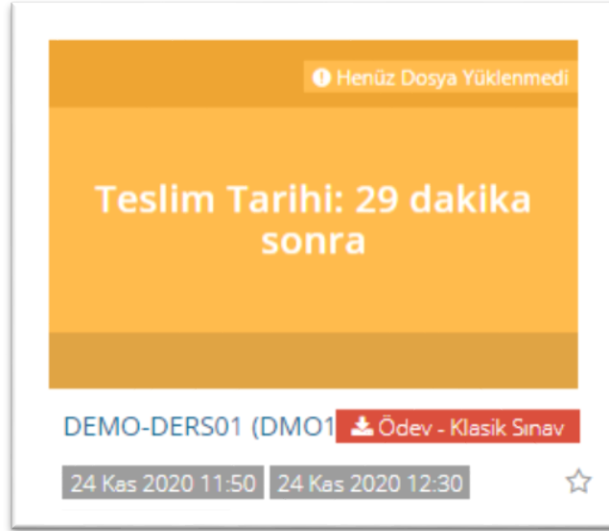 Henüz Dosya Yüklenmedi
Teslim Tarihi: 29 dakika
sonra
DEMO-DERS01 (DMO1 Ödev - Klasik Sınav
24 Kas 2020 11:50 24 Kas 2020 12:30